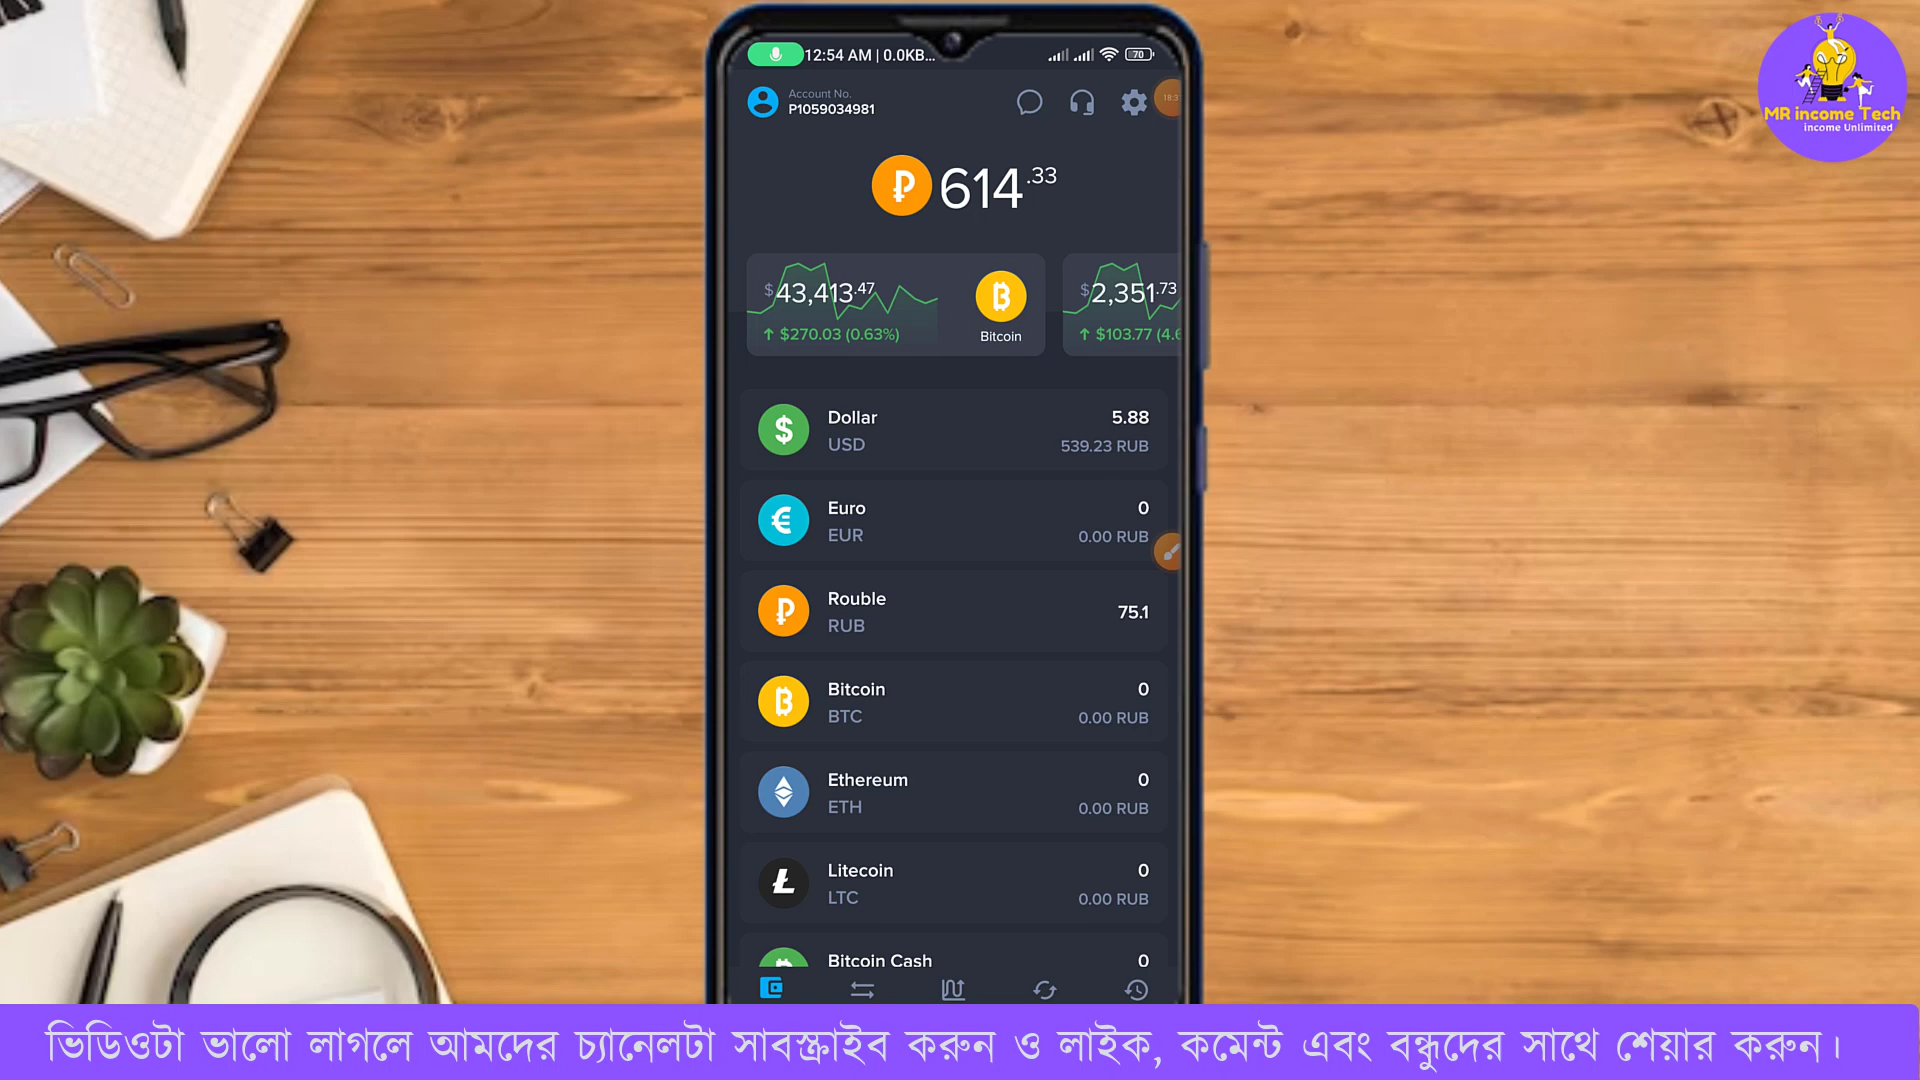 12:54 AM | 0.0KB...
70
Account No.
P1059034981
614.33
$43,413.47
↑ $270.03 (0.63%)
Bitcoin
$2,351.73
↑ $103.77
Dollar
5.88
USD
539.23 RUB
Euro
0
EUR
0.00 RUB
Rouble
75.1
RUB
Bitcoin
0
BTC
0.00 RUB
Ethereum
0
ETH
0.00 RUB
Litecoin
0
LTC
0.00 RUB
Bitcoin Cash
0
MR income Tech
income Unlimited
ভিডিওটা ভালো লাগলে আমদের চ্যানেলটা সাবস্ক্রাইব করুন ও লাইক, কমেন্ট এবং বন্ধুদের সাথে শেয়ার করুন।